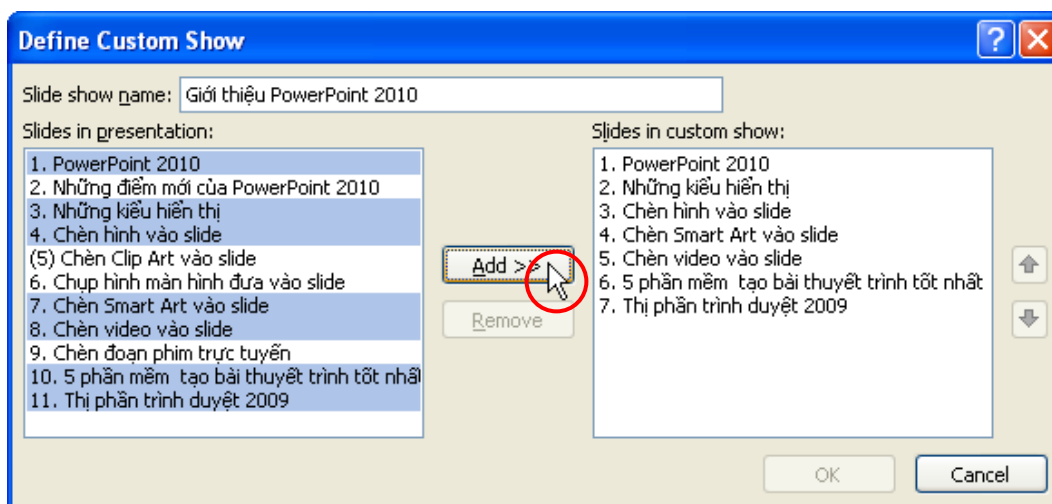 Define Custom Show
Slide show name: Giới thiệu PowerPoint 2010
Slides in presentation:
1. PowerPoint 2010
2. Những điểm mới của PowerPoint 2010
3. Những kiểu hiển thị
4. Chèn hình vào slide
(5) Chèn Clip Art vào slide
6. Chụp hình màn hình đưa vào slide
7. Chèn Smart Art vào slide
8. Chèn video vào slide
9. Chèn đoạn phim trực tuyến
10. 5 phần mềm tạo bài thuyết trình tốt nhất
11. Thị phần trình duyệt 2009
Add >>
Remove
Slides in custom show:
1. PowerPoint 2010
2. Những kiểu hiển thị
3. Chèn hình vào slide
4. Chèn Smart Art vào slide
5. Chèn video vào slide
6. 5 phần mềm tạo bài thuyết trình tốt nhất
7. Thị phần trình duyệt 2009
OK
Cancel